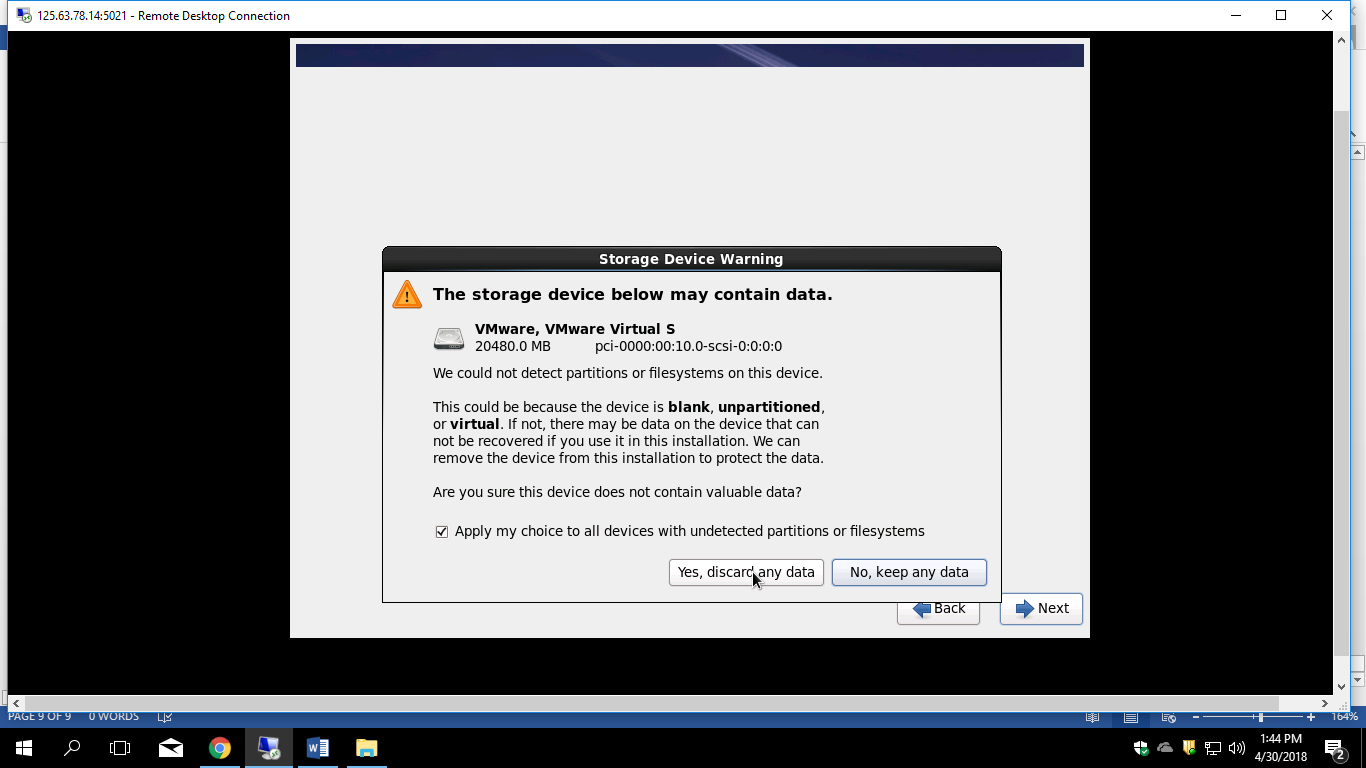 125.63.78.14:5021 - Remote Desktop Connection
Storage Device Warning
The storage device below may contain data.
VMware, VMware Virtual S
20480.0 MB pci-0000:00:10.0-scsi-0:0:0:0
We could not detect partitions or filesystems on this device.
This could be because the device is blank, unpartitioned,
or virtual. If not, there may be data on the device that can
not be recovered if you use it in this installation. We can
remove the device from this installation to protect the data.
Are you sure this device does not contain valuable data?
Apply my choice to all devices with undetected partitions or filesystems
Yes, discard any data
No, keep any data
Back
Next
PAGE 9 OF 9 0 WORDS
164%
1:44 PM
4/30/2018
2